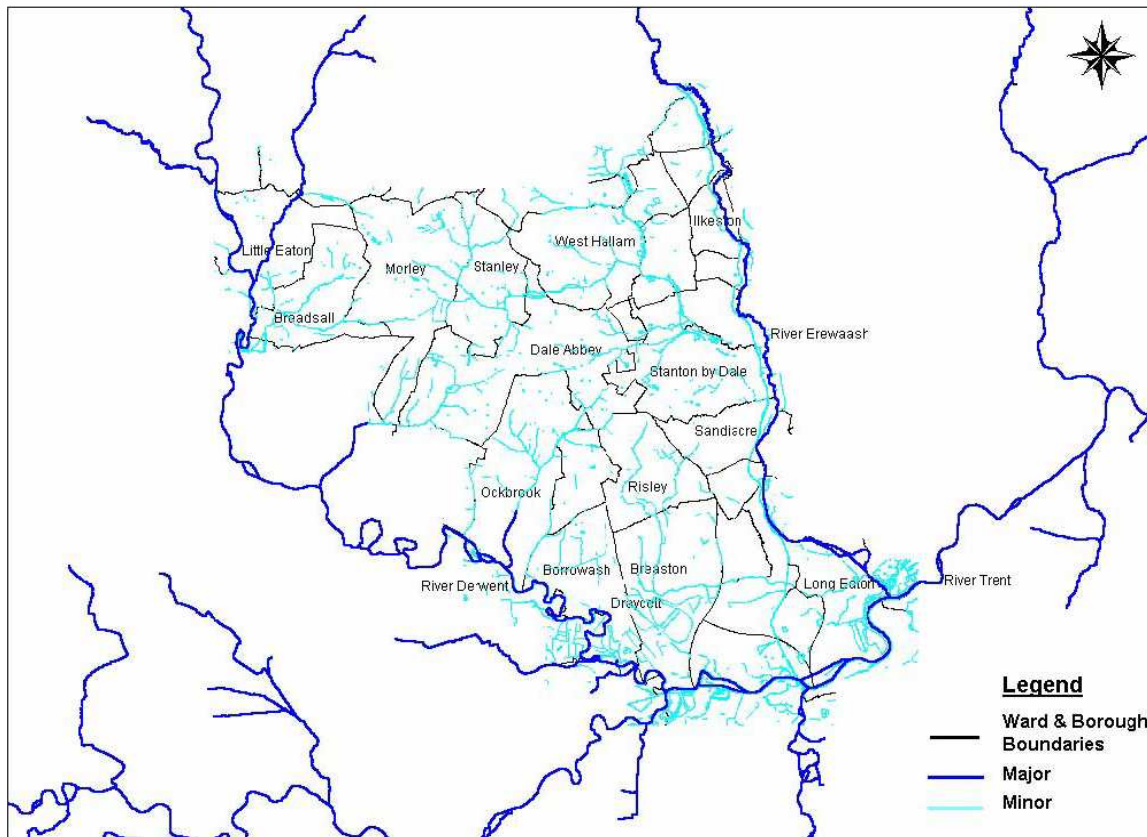 Ilkeston
West Hallam
Little Eaton
Morley
Stanley
Breadsall
River Erewaash
Dale Abbey
Stanton by Dale
Sandiacre
Ockbrook
Risley
Borrowash
Breaston
River Derwent
Long Eaton
River Trent
Draycott
Legend
Ward & Borough
Boundaries
Major
Minor